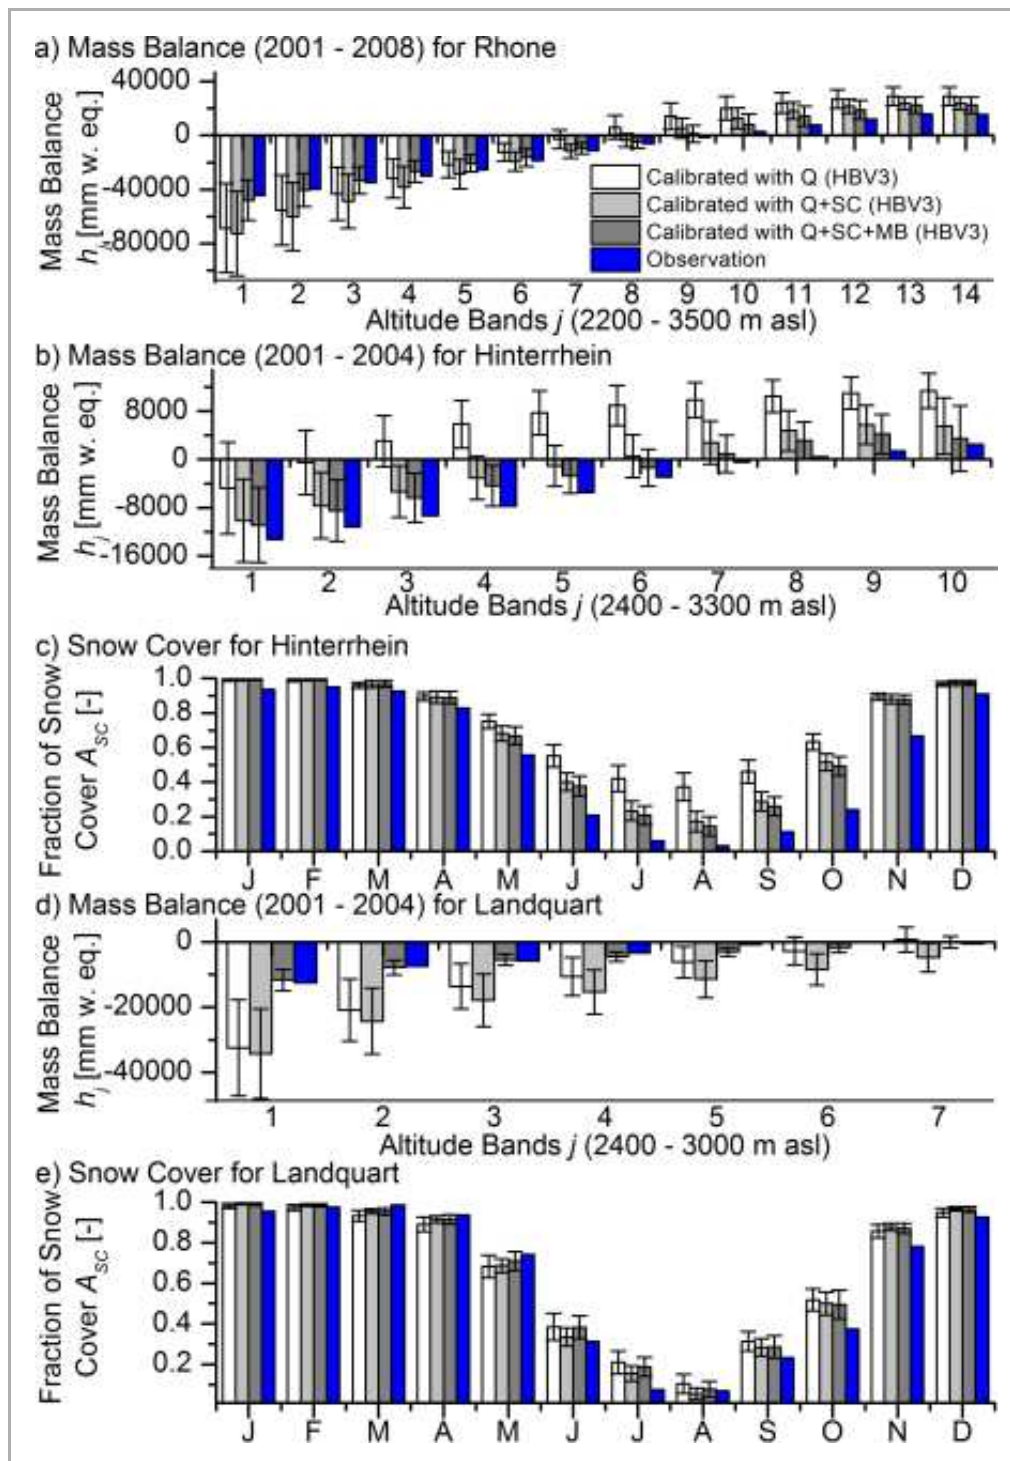 a) Mass Balance (2001 - 2008) for Rhone
Mass Balance
hj [mm w. eq.]
40000
0
-40000
-80000
Calibrated with Q (HBV3)
Calibrated with Q+SC (HBV3)
Calibrated with Q+SC+MB (HBV3)
Observation
1 2 3 4 5 6 7 8 9 10 11 12 13 14
Altitude Bands j (2200 - 3500 m asl)
b) Mass Balance (2001 - 2004) for Hinterrhein
Mass Balance
hj [mm w. eq.]
8000
0
-8000
-16000
1 2 3 4 5 6 7 8 9 10
Altitude Bands j (2400 - 3300 m asl)
c) Snow Cover for Hinterrhein
Fraction of Snow-
Cover ASC [-]
1.0
0.8
0.6
0.4
0.2
0.0
J F M A M J J A S O N D
d) Mass Balance (2001 - 2004) for Landquart
Mass Balance
hj [mm w. eq.]
0
-20000
-40000
1 2 3 4 5 6 7
Altitude Bands j (2400 - 3000 m asl)
e) Snow Cover for Landquart
Fraction of Snow-
Cover ASC [-]
1.0
0.8
0.6
0.4
0.2
J F M A M J J A S O N D